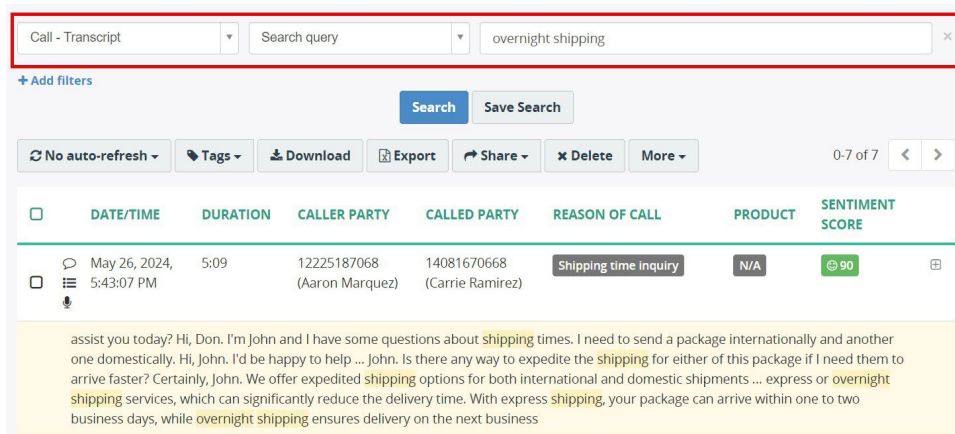 Call - Transcript Search query overnight shipping
+ Add filters
Search Save Search
No auto-refresh Tags Download Export Share Delete More 0-7 of 7
DATE/TIME DURATION CALLER PARTY CALLED PARTY REASON OF CALL PRODUCT SENTIMENT SCORE
May 26, 2024, 5:09 12225187068 14081670668 Shipping time inquiry N/A 90
5:43:07 PM (Aaron Marquez) (Carrie Ramirez)
assist you today? Hi, Don. I'm John and I have some questions about shipping times. I need to send a package internationally and another
one domestically. Hi, John. I'd be happy to help ... John. Is there any way to expedite the shipping for either of this package if I need them to
arrive faster? Certainly, John. We offer expedited shipping options for both international and domestic shipments ... express or overnight
shipping services, which can significantly reduce the delivery time. With express shipping, your package can arrive within one to two
business days, while overnight shipping ensures delivery on the next business